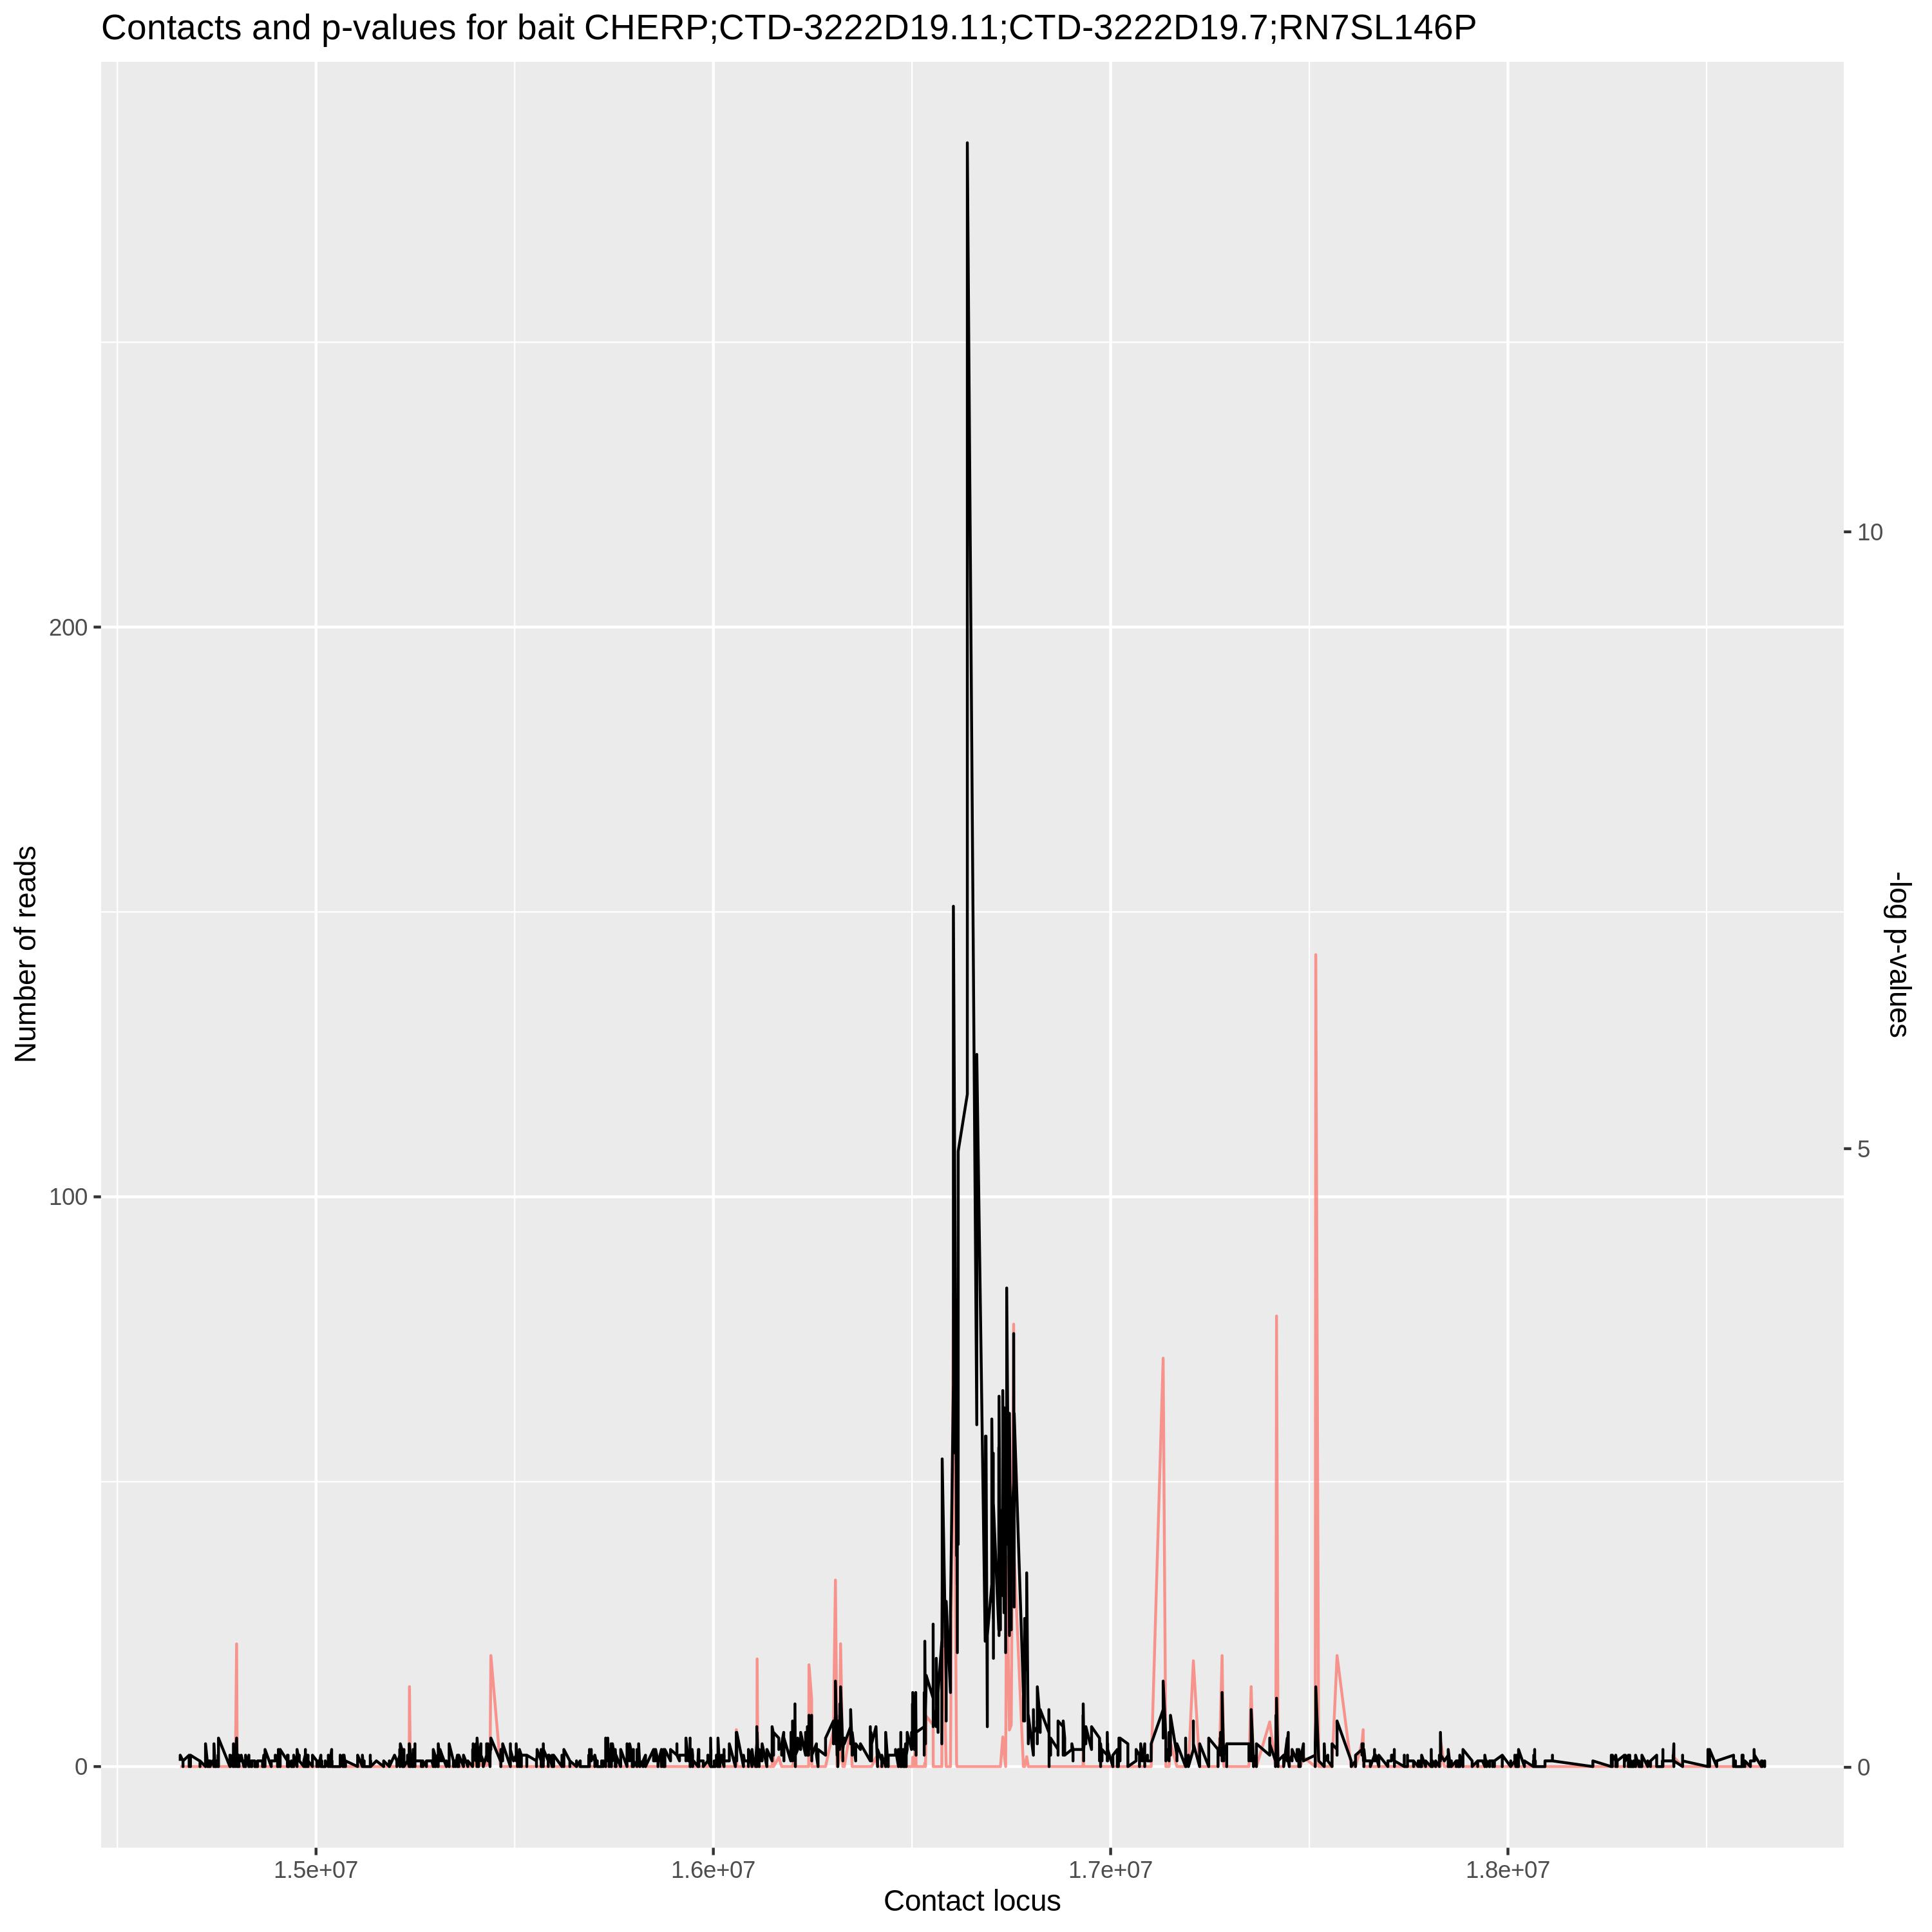 Contacts and p-values for bait CHERP;CTD-3222D19.11;CTD-3222D19.7;RN7SL146P
Number of reads
200
100
0
10
5
0
-log p-values
1.5e+07
1.6e+07
1.7e+07
1.8e+07
Contact locus